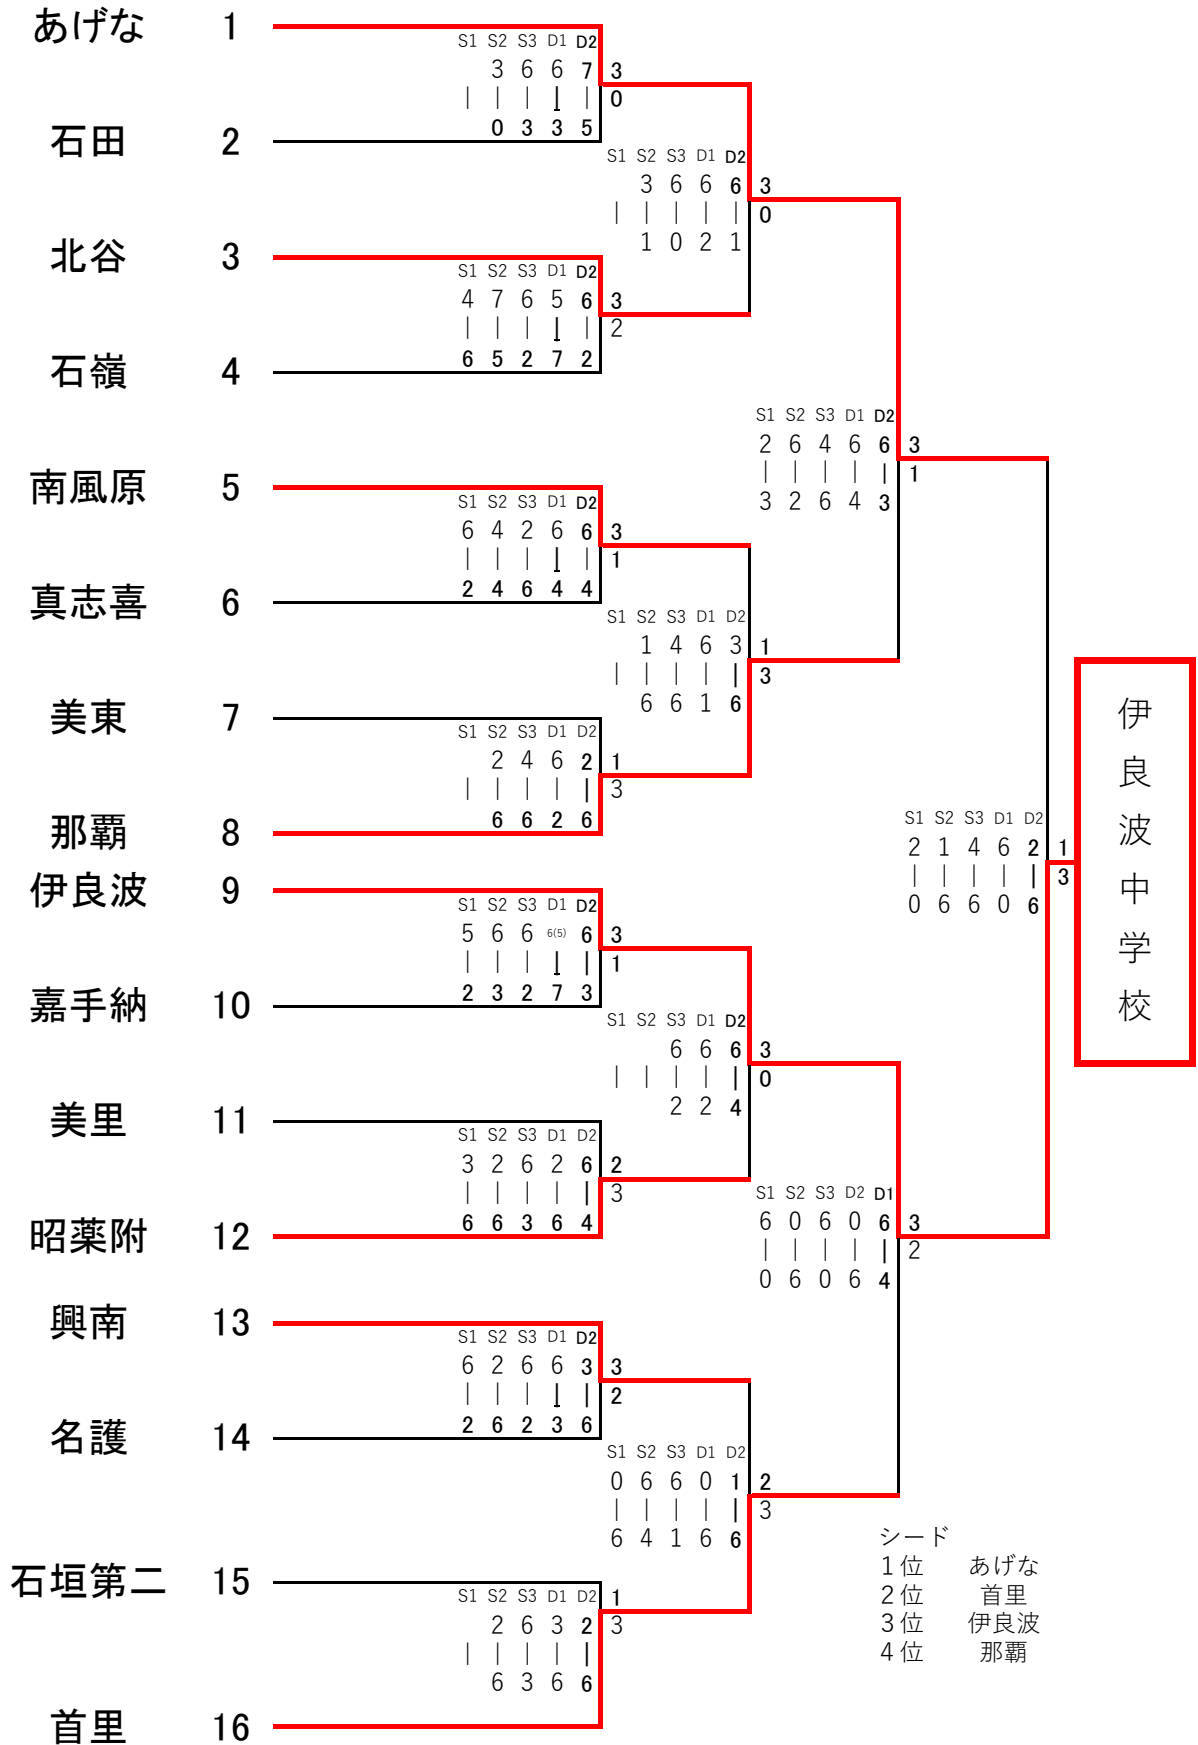 あげな 1
S1 S2 S3 D1 D2
3 6 6 7 3
| | | | | 0
0 3 3 5
石田 2
S1 S2 S3 D1 D2
3 6 6 6 3
| | | | | 0
1 0 2 1
北谷 3
S1 S2 S3 D1 D2
4 7 6 5 6 3
| | | | | 2
6 5 2 7 2
石嶺 4
S1 S2 S3 D1 D2
2 6 4 6 6 3
| | | | | 1
3 2 6 4 3
南風原 5
S1 S2 S3 D1 D2
6 4 2 6 6 3
| | | | | 1
2 4 6 4 4
真志喜 6
S1 S2 S3 D1 D2
1 4 6 3 1
| | | | | 3
6 6 1 6
美東 7
S1 S2 S3 D1 D2
2 4 6 2 1
| | | | | 3
6 6 2 6
那覇 8
S1 S2 S3 D1 D2
2 1 4 6 2 1
| | | | | 3
0 6 6 0 6
伊良波中学校
伊良波 9
S1 S2 S3 D1 D2
5 6 6 6(5) 6 3
| | | | | 1
2 3 2 7 3
嘉手納 10
S1 S2 S3 D1 D2
6 6 6 3
| | | | | 0
2 2 4
美里 11
S1 S2 S3 D1 D2
3 2 6 2 6 2
| | | | | 3
6 6 3 6 4
昭薬附 12
S1 S2 S3 D2 D1
6 0 6 0 6 3
| | | | | 2
0 6 0 6 4
興南 13
S1 S2 S3 D1 D2
6 2 6 6 3 3
| | | | | 2
2 6 2 3 6
名護 14
S1 S2 S3 D1 D2
0 6 6 0 1 2
| | | | | 3
6 4 1 6 6
石垣第二 15
S1 S2 S3 D1 D2
2 6 3 2 1
| | | | | 3
6 3 6 6
首里 16
シード
1位 あげな
2位 首里
3位 伊良波
4位 那覇